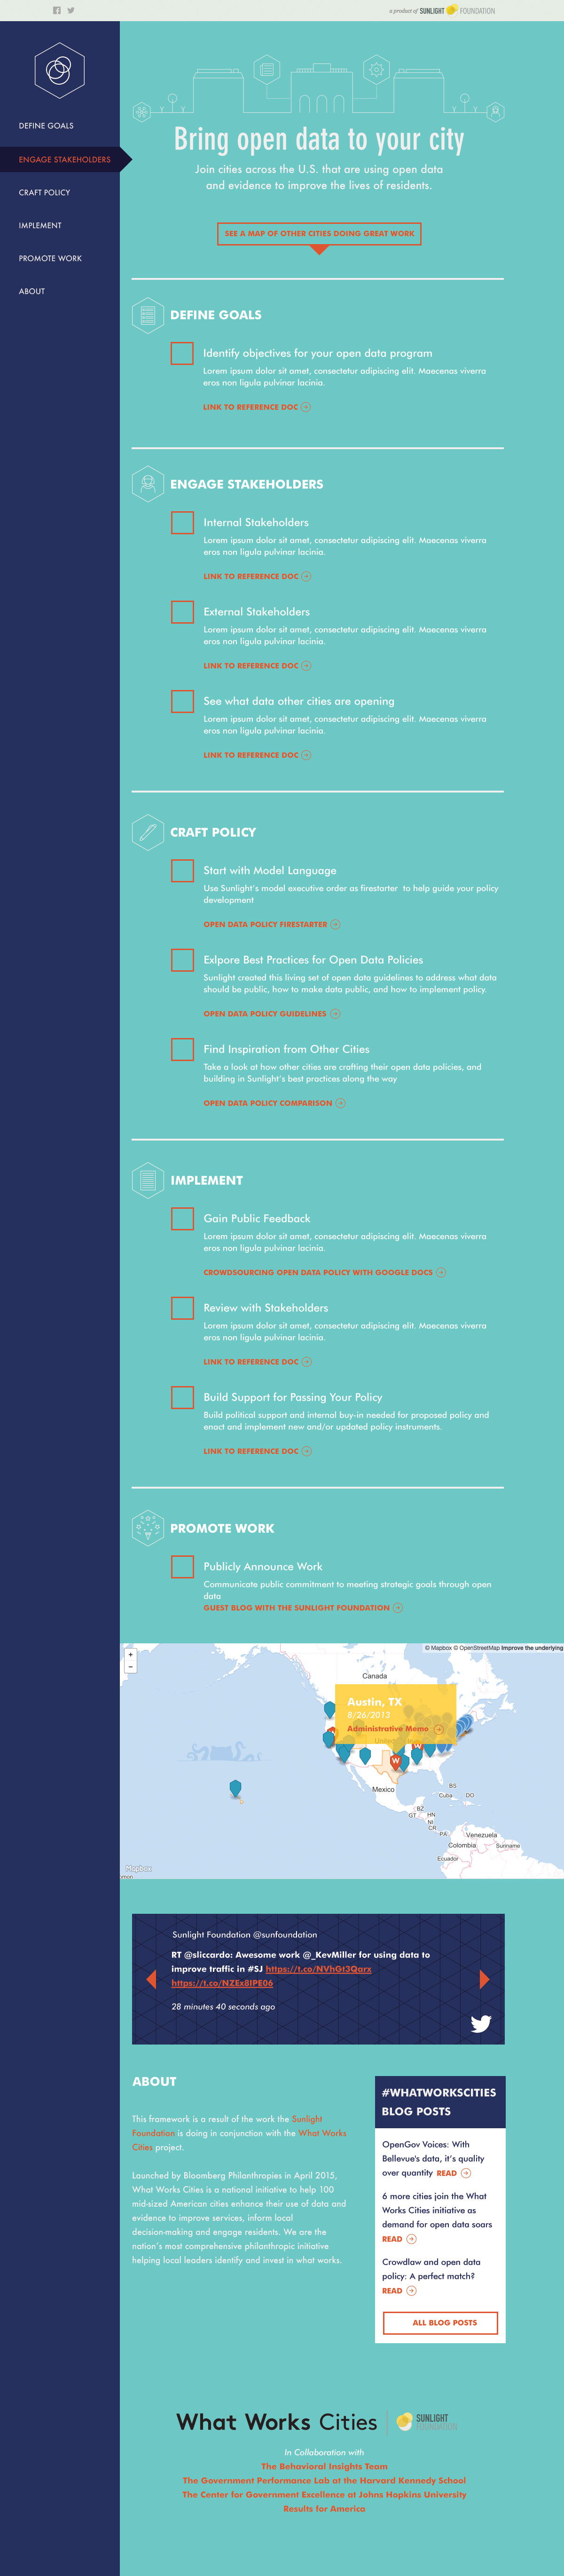 a product of SUNLIGHT FOUNDATION
DEFINE GOALS
ENGAGE STAKEHOLDERS
CRAFT POLICY
IMPLEMENT
PROMOTE WORK
ABOUT
Bring open data to your city
Join cities across the U.S. that are using open data
and evidence to improve the lives of residents.
SEE A MAP OF OTHER CITIES DOING GREAT WORK
DEFINE GOALS
Identify objectives for your open data program
Lorem ipsum dolor sit amet, consectetur adipiscing elit. Maecenas viverra
eros non ligula pulvinar lacinia.
LINK TO REFERENCE DOC
ENGAGE STAKEHOLDERS
Internal Stakeholders
Lorem ipsum dolor sit amet, consectetur adipiscing elit. Maecenas viverra
eros non ligula pulvinar lacinia.
LINK TO REFERENCE DOC
External Stakeholders
Lorem ipsum dolor sit amet, consectetur adipiscing elit. Maecenas viverra
eros non ligula pulvinar lacinia.
LINK TO REFERENCE DOC
See what data other cities are opening
Lorem ipsum dolor sit amet, consectetur adipiscing elit. Maecenas viverra
eros non ligula pulvinar lacinia.
LINK TO REFERENCE DOC
CRAFT POLICY
Start with Model Language
Use Sunlight's model executive order as firestarter to help guide your policy
development
OPEN DATA POLICY FIRESTARTER
Exlpore Best Practices for Open Data Policies
Sunlight created this living set of open data guidelines to address what data
should be public, how to make data public, and how to implement policy.
OPEN DATA POLICY GUIDELINES
Find Inspiration from Other Cities
Take a look at how other cities are crafting their open data policies, and
building in Sunlight's best practices along the way
OPEN DATA POLICY COMPARISON
IMPLEMENT
Gain Public Feedback
Lorem ipsum dolor sit amet, consectetur adipiscing elit. Maecenas viverra
eros non ligula pulvinar lacinia.
CROWDSOURCING OPEN DATA POLICY WITH GOOGLE DOCS
Review with Stakeholders
Lorem ipsum dolor sit amet, consectetur adipiscing elit. Maecenas viverra
eros non ligula pulvinar lacinia.
LINK TO REFERENCE DOC
Build Support for Passing Your Policy
Build political support and internal buy-in needed for proposed policy and
enact and implement new and/or updated policy instruments.
LINK TO REFERENCE DOC
PROMOTE WORK
Publicly Announce Work
Communicate public commitment to meeting strategic goals through open
data
GUEST BLOG WITH THE SUNLIGHT FOUNDATION
+
−
© Mapbox © OpenStreetMap Improve the underlying
Canada
Austin, TX
8/26/2013
Administrative Memo
W
W
Mexico
BS
Cuba
DO
BZ
GT
HN
NI
CR
PA
Venezuela
Colombia
Suriname
Ecuador
Mapbox
Sunlight Foundation @sunfoundation
RT @sliccardo: Awesome work @_KevMiller for using data to
improve traffic in #SJ https://t.co/NVhGt3Qarx
https://t.co/NZEx8IPE06
28 minutes 40 seconds ago
ABOUT
This framework is a result of the work the Sunlight
Foundation is doing in conjunction with the What Works
Cities project.
Launched by Bloomberg Philanthropies in April 2015,
What Works Cities is a national initiative to help 100
mid-sized American cities enhance their use of data and
evidence to improve services, inform local
decision-making and engage residents. We are the
nation's most comprehensive philanthropic initiative
helping local leaders identify and invest in what works.
#WHATWORKSCITIES
BLOG POSTS
OpenGov Voices: With
Bellevue's data, it's quality
over quantity READ
6 more cities join the What
Works Cities initiative as
demand for open data soars
READ
Crowdlaw and open data
policy: A perfect match?
READ
ALL BLOG POSTS
What Works Cities
SUNLIGHT
FOUNDATION
In Collaboration with
The Behavioral Insights Team
The Government Performance Lab at the Harvard Kennedy School
The Center for Government Excellence at Johns Hopkins University
Results for America